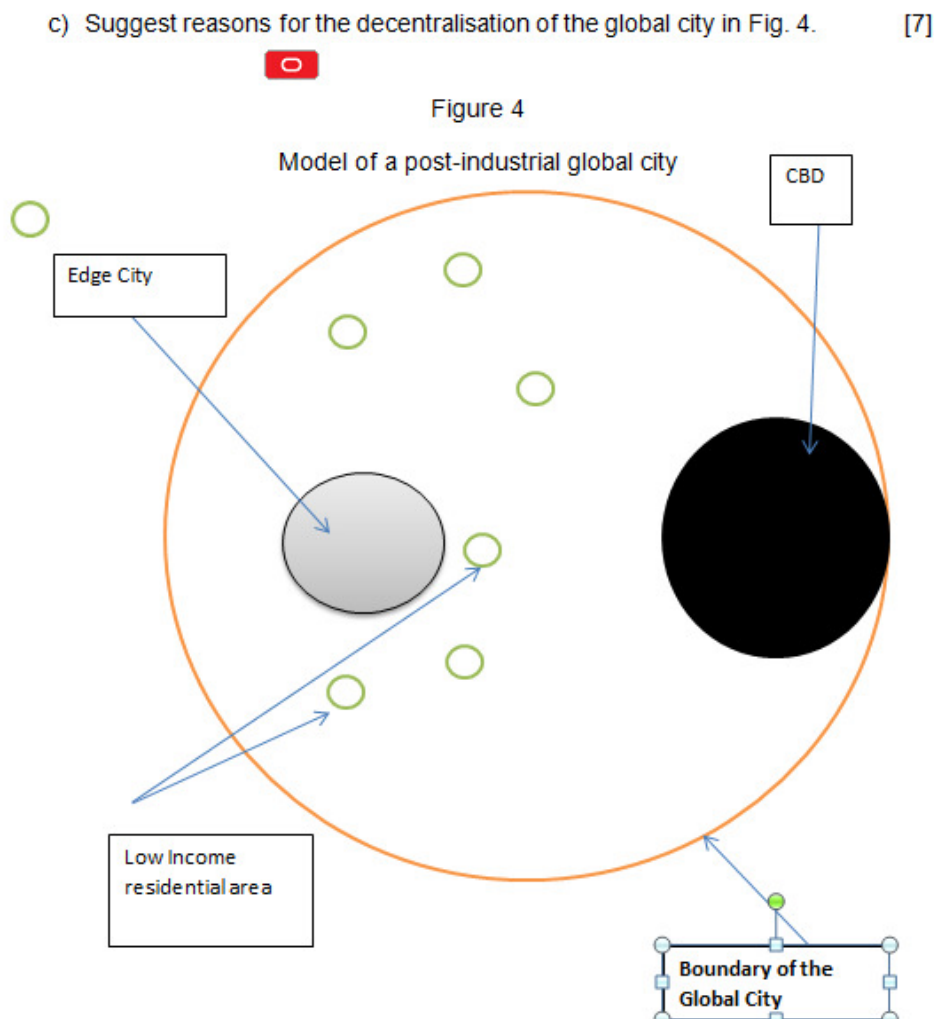 c) Suggest reasons for the decentralisation of the global city in Fig. 4. [7]
Figure 4
Model of a post-industrial global city
CBD
Edge City
Low Income
residential area
Boundary of the
Global City